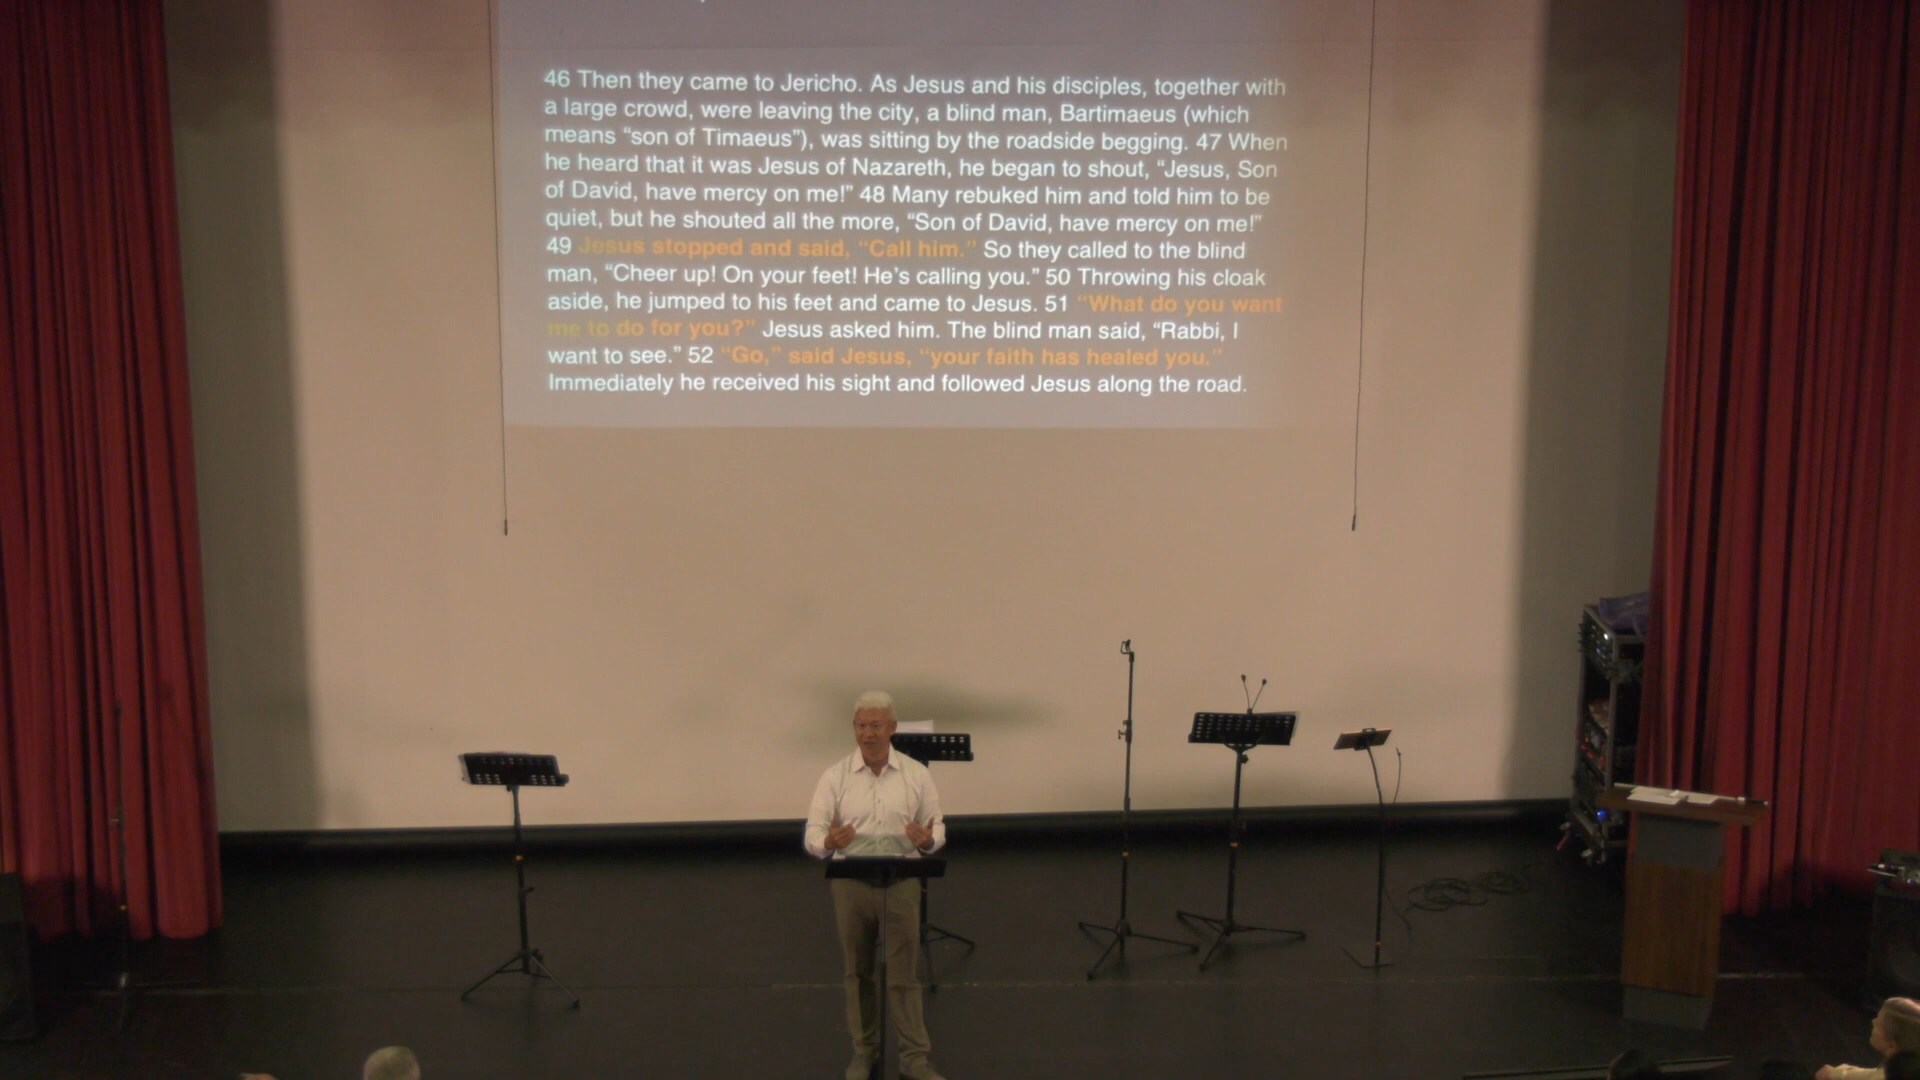 46 Then they came to Jericho. As Jesus and his disciples, together with
a large crowd, were leaving the city, a blind man, Bartimaeus (which
means “son of Timaeus”), was sitting by the roadside begging. 47 When
he heard that it was Jesus of Nazareth, he began to shout, “Jesus, Son
of David, have mercy on me!” 48 Many rebuked him and told him to be
quiet, but he shouted all the more, “Son of David, have mercy on me!”
49 Jesus stopped and said, “Call him.” So they called to the blind
man, “Cheer up! On your feet! He’s calling you.” 50 Throwing his cloak
aside, he jumped to his feet and came to Jesus. 51 “What do you want
me to do for you?” Jesus asked him. The blind man said, “Rabbi, I
want to see.” 52 “Go,” said Jesus, “your faith has healed you.”
Immediately he received his sight and followed Jesus along the road.